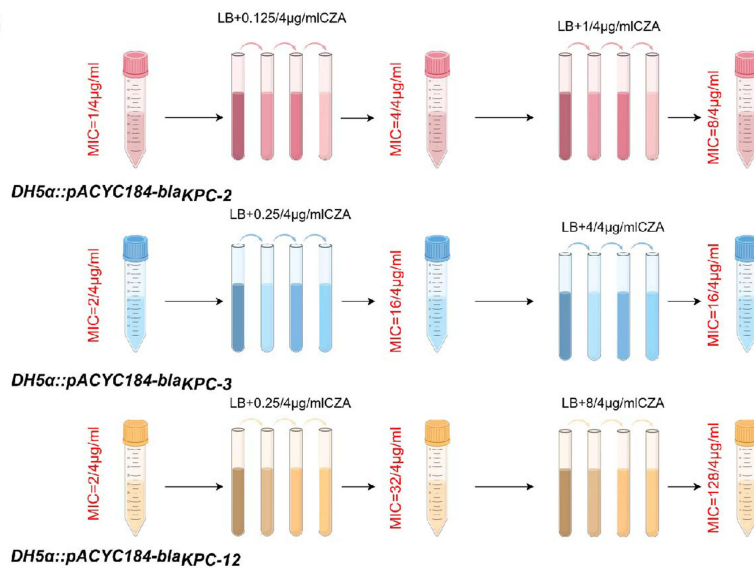 LB+0.125/4μg/mlCZA
LB+1/4μg/mlCZA
MIC=1/4μg/ml
MIC=4/4μg/ml
MIC=8/4μg/ml
DH5α::pACYC184-blaKPC-2
LB+0.25/4μg/mlCZA
LB+4/4μg/mlCZA
MIC=2/4μg/ml
MIC=16/4μg/ml
MIC=16/4μg/ml
DH5α::pACYC184-blaKPC-3
LB+0.25/4μg/mlCZA
LB+8/4μg/mlCZA
MIC=2/4μg/ml
MIC=32/4μg/ml
MIC=128/4μg/ml
DH5α::pACYC184-blaKPC-12